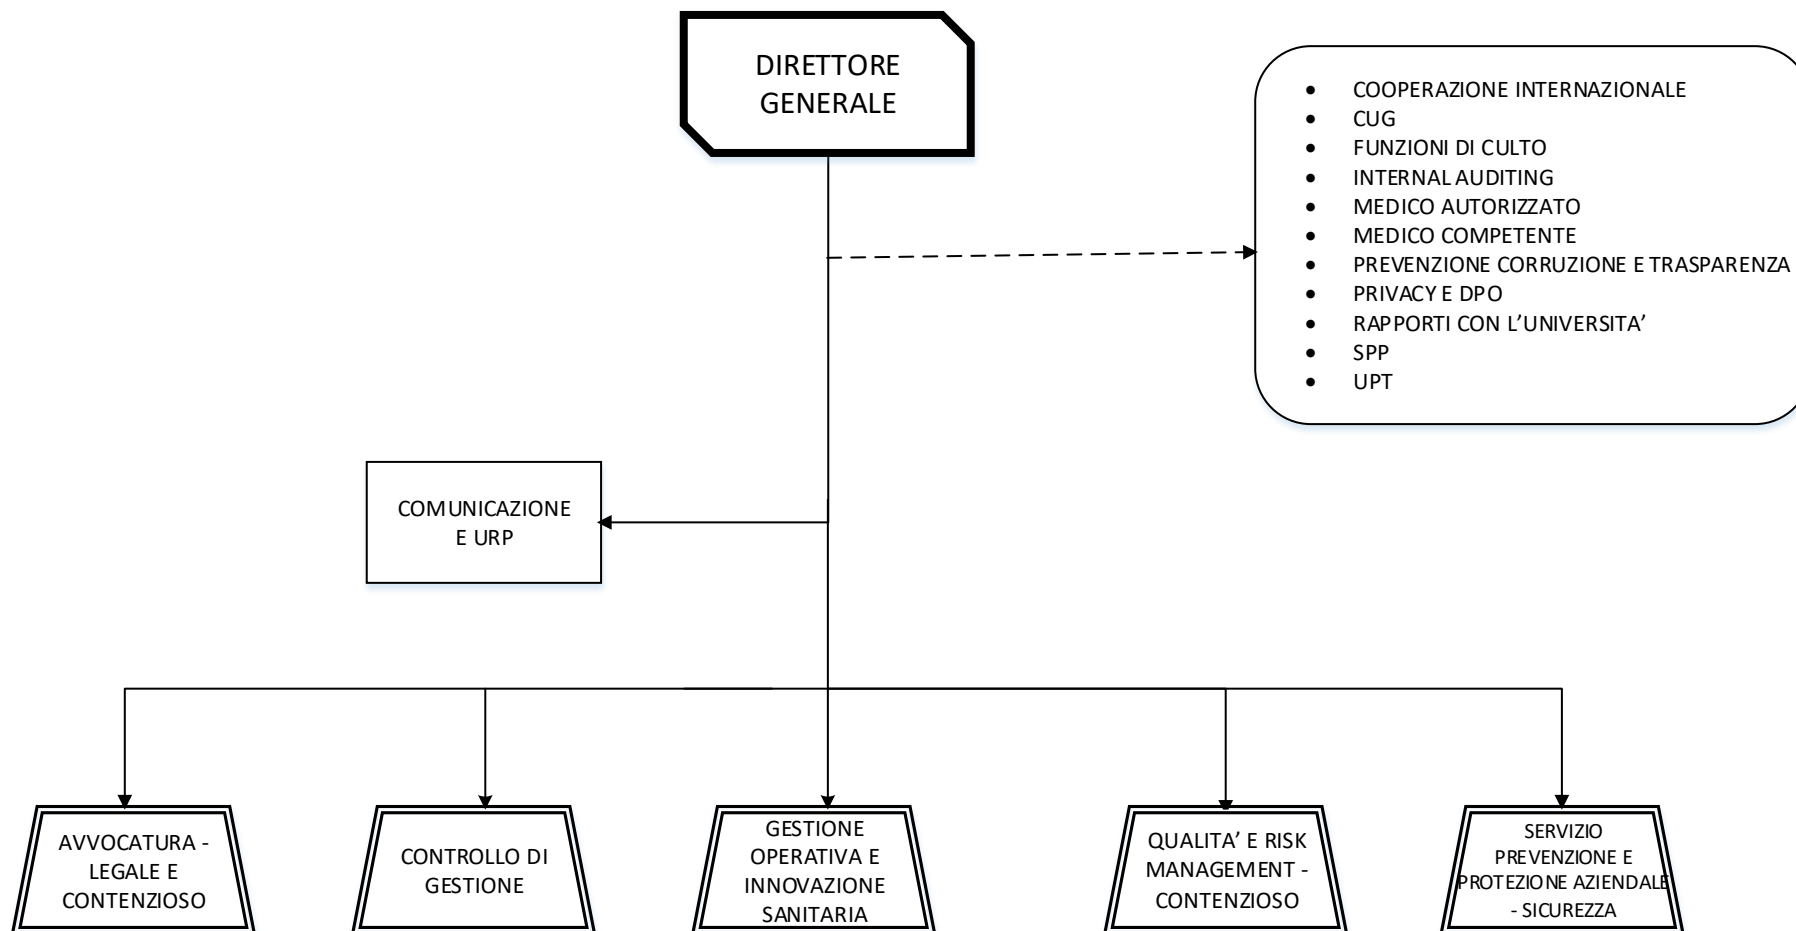 DIRETTORE
GENERALE
• COOPERAZIONE INTERNAZIONALE
• CUG
• FUNZIONI DI CULTO
• INTERNAL AUDITING
• MEDICO AUTORIZZATO
• MEDICO COMPETENTE
• PREVENZIONE CORRUZIONE E TRASPARENZA
• PRIVACY E DPO
• RAPPORTI CON L’UNIVERSITA’
• SPP
• UPT
COMUNICAZIONE
E URP
AVVOCATURA -
LEGALE E
CONTENZIOSO
CONTROLLO DI
GESTIONE
GESTIONE
OPERATIVA E
INNOVAZIONE
SANITARIA
QUALITA’ E RISK
MANAGEMENT -
CONTENZIOSO
SERVIZIO
PREVENZIONE E
PROTEZIONE AZIENDALE
- SICUREZZA